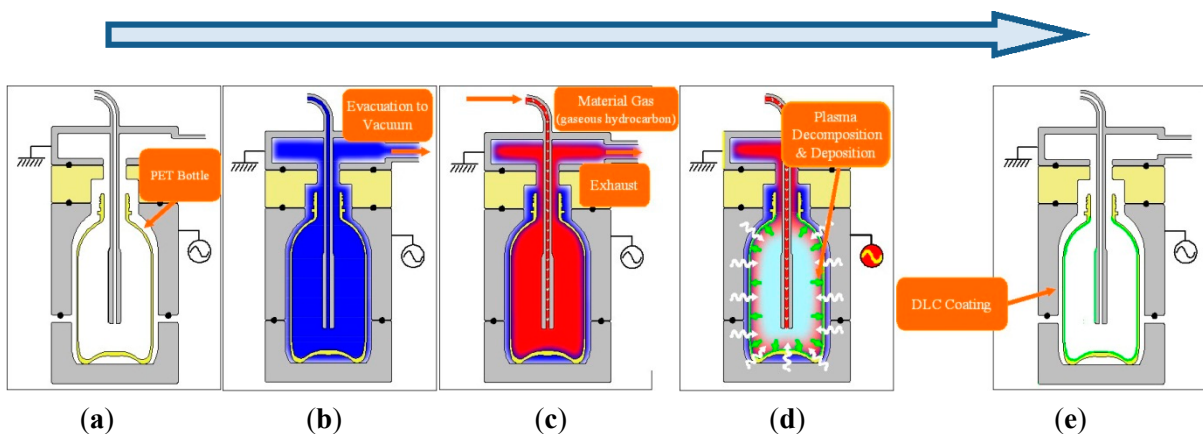 PET Bottle
Evacuation to
Vacuum
Material Gas
(gaseous hydrocarbon)
Exhaust
Plasma
Decomposition
& Deposition
DLC Coating
(a)
(b)
(c)
(d)
(e)